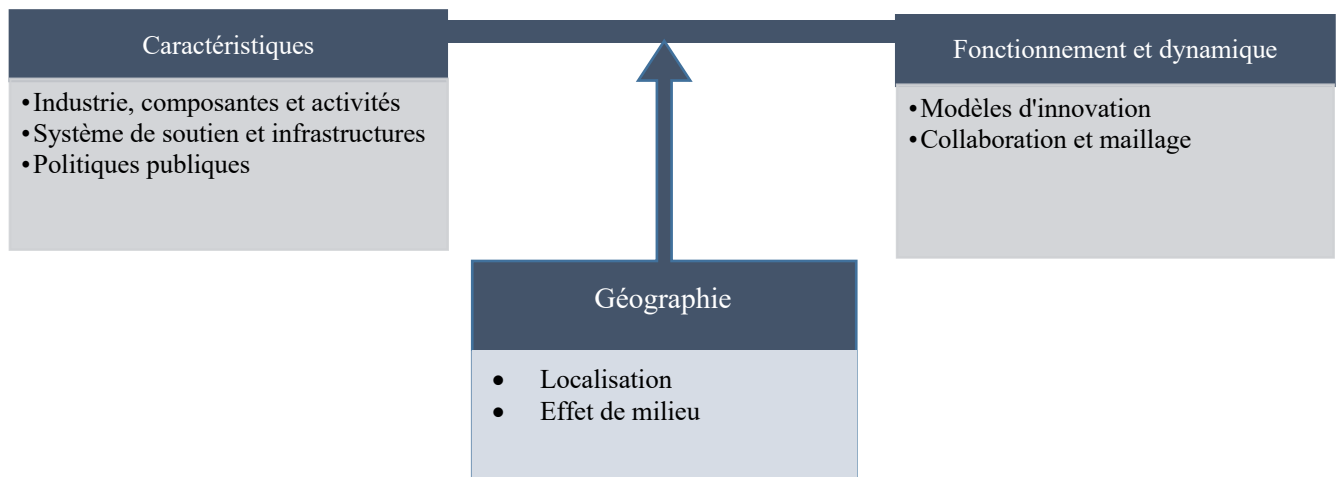 Caractéristiques
•Industrie, composantes et activités
•Système de soutien et infrastructures
•Politiques publiques
Fonctionnement et dynamique
•Modèles d'innovation
•Collaboration et maillage
Géographie
• Localisation
• Effet de milieu